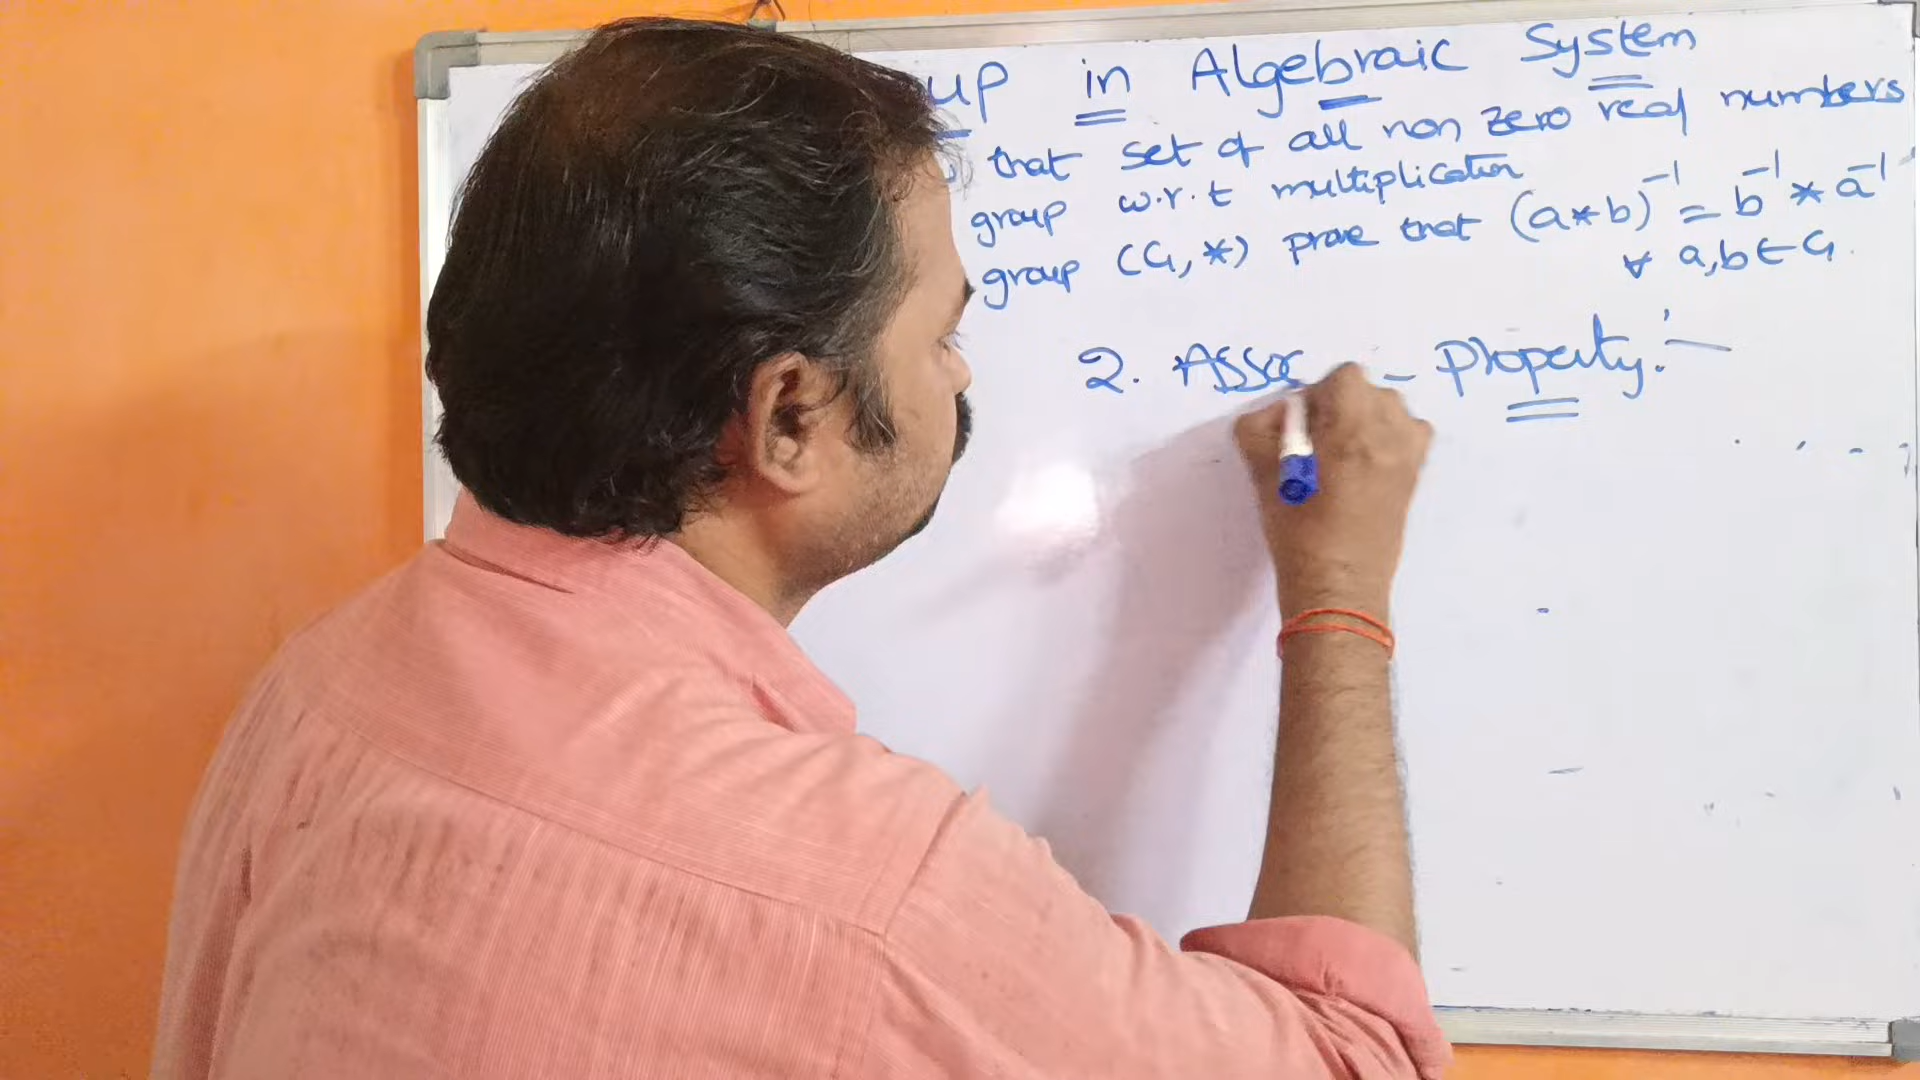 in Algebraic System
that set of all non zero real numbers
group w.r.t multiplication
group (G,*) prove that (a*b)⁻¹ = b⁻¹ * a⁻¹
∀ a,b ∈ G.
2. Asso Property:-